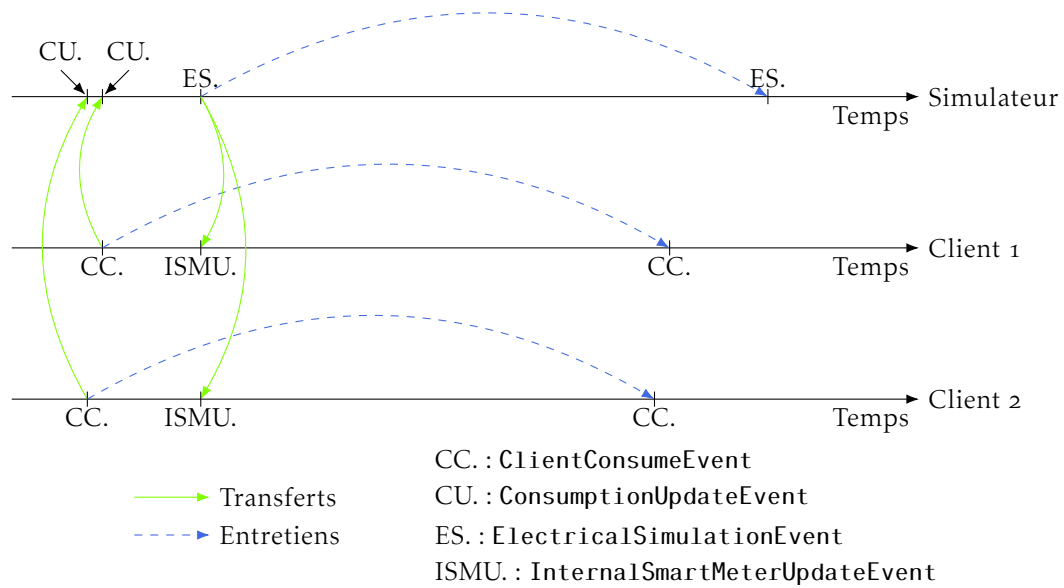 CU. CU.
ES. ES.
Simulateur
Temps
CC. ISMU. CC. Temps
Client 1
CC. ISMU. CC. Temps
Client 2
CC. : ClientConsumeEvent
Transferts
CU. : ConsumptionUpdateEvent
Entretiens
ES. : ElectricalSimulationEvent
ISMU. : InternalSmartMeterUpdateEvent